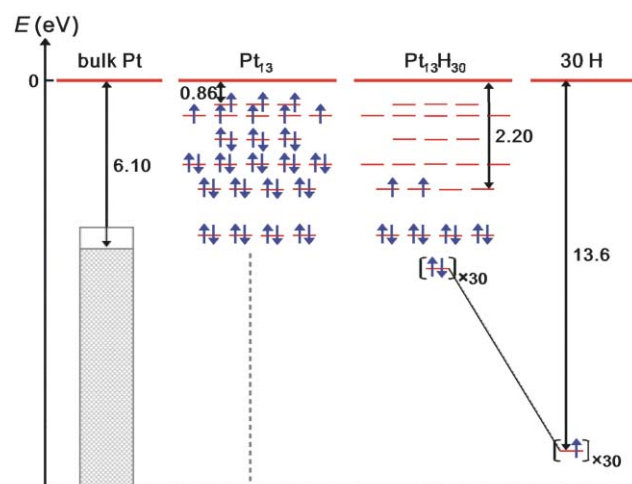 E (eV)
bulk Pt
Pt₁₃
Pt₁₃H₃₀
30 H
0
0.86
2.20
6.10
13.6
[ ]×30
[ ]×30